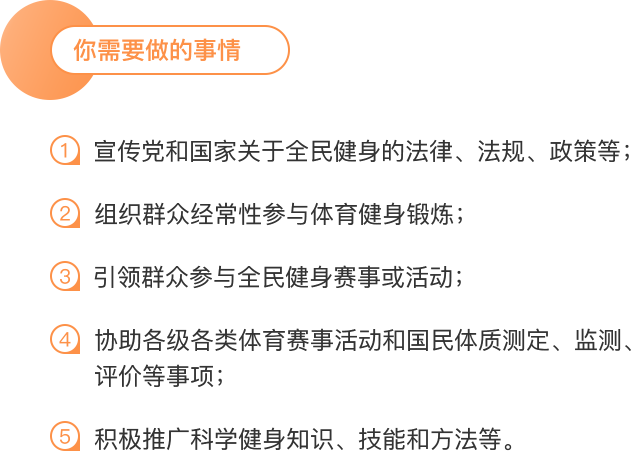 你需要做的事情
1 宣传党和国家关于全民健身的法律、法规、政策等；
2 组织群众经常性参与体育健身锻炼；
3 引领群众参与全民健身赛事或活动；
4 协助各级各类体育赛事活动和国民体质测定、监测、
评价等事项；
5 积极推广科学健身知识、技能和方法等。